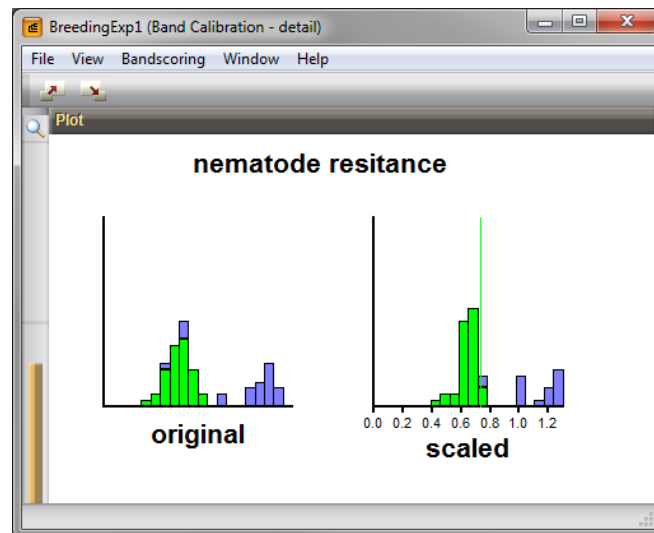 BreedingExp1 (Band Calibration - detail)
File View Bandscoring Window Help
Plot
nematode resitance
0.0 0.2 0.4 0.6 0.8 1.0 1.2
original
scaled